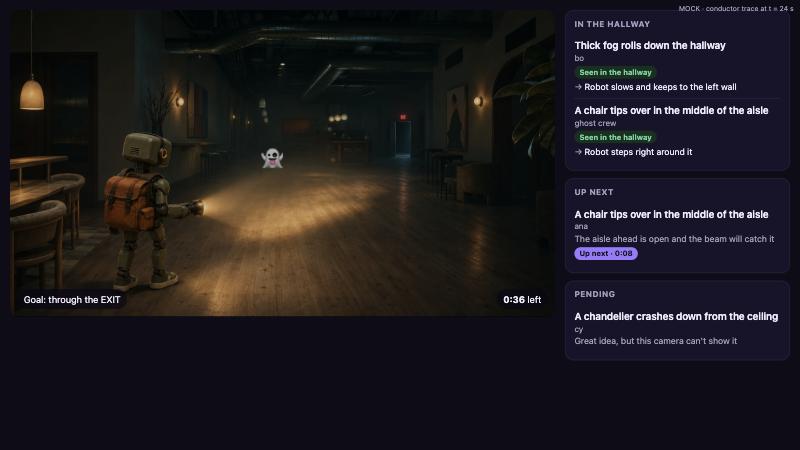 MOCK · conductor trace at t = 24 s
IN THE HALLWAY
Thick fog rolls down the hallway
bo
Seen in the hallway
→ Robot slows and keeps to the left wall
A chair tips over in the middle of the aisle
ghost crew
Seen in the hallway
→ Robot steps right around it
UP NEXT
A chair tips over in the middle of the aisle
ana
The aisle ahead is open and the beam will catch it
Up next · 0:08
PENDING
A chandelier crashes down from the ceiling
cy
Great idea, but this camera can't show it
Goal: through the EXIT
0:36 left